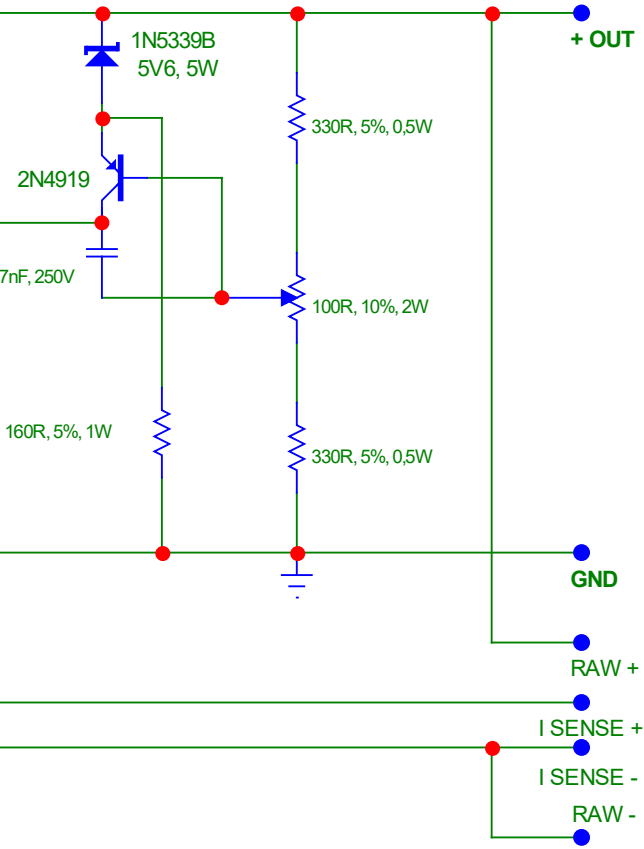 + OUT
1N5339B
5V6, 5W
330R, 5%, 0,5W
2N4919
7nF, 250V
100R, 10%, 2W
160R, 5%, 1W
330R, 5%, 0,5W
GND
RAW +
I SENSE +
I SENSE -
RAW -